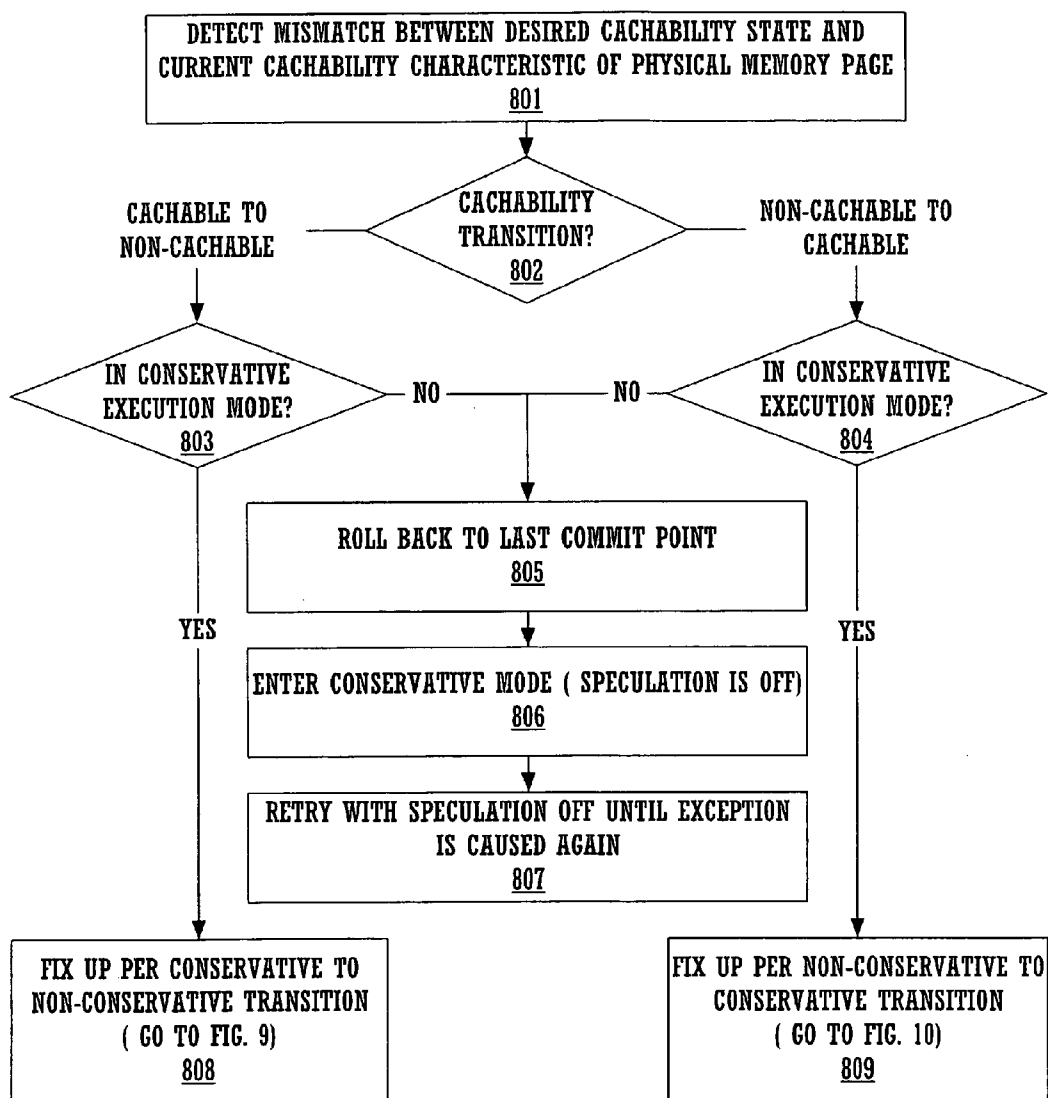 DETECT MISMATCH BETWEEN DESIRED CACHABILITY STATE AND
CURRENT CACHABILITY CHARACTERISTIC OF PHYSICAL MEMORY PAGE
801
CACHABILITY
TRANSITION?
802
CACHABLE TO
NON-CACHABLE
NON-CACHABLE TO
CACHABLE
IN CONSERVATIVE
EXECUTION MODE?
803
NO
NO
IN CONSERVATIVE
EXECUTION MODE?
804
ROLL BACK TO LAST COMMIT POINT
805
YES
YES
ENTER CONSERVATIVE MODE ( SPECULATION IS OFF)
806
RETRY WITH SPECULATION OFF UNTIL EXCEPTION
IS CAUSED AGAIN
807
FIX UP PER CONSERVATIVE TO
NON-CONSERVATIVE TRANSITION
( GO TO FIG. 9)
808
FIX UP PER NON-CONSERVATIVE TO
CONSERVATIVE TRANSITION
( GO TO FIG. 10)
809